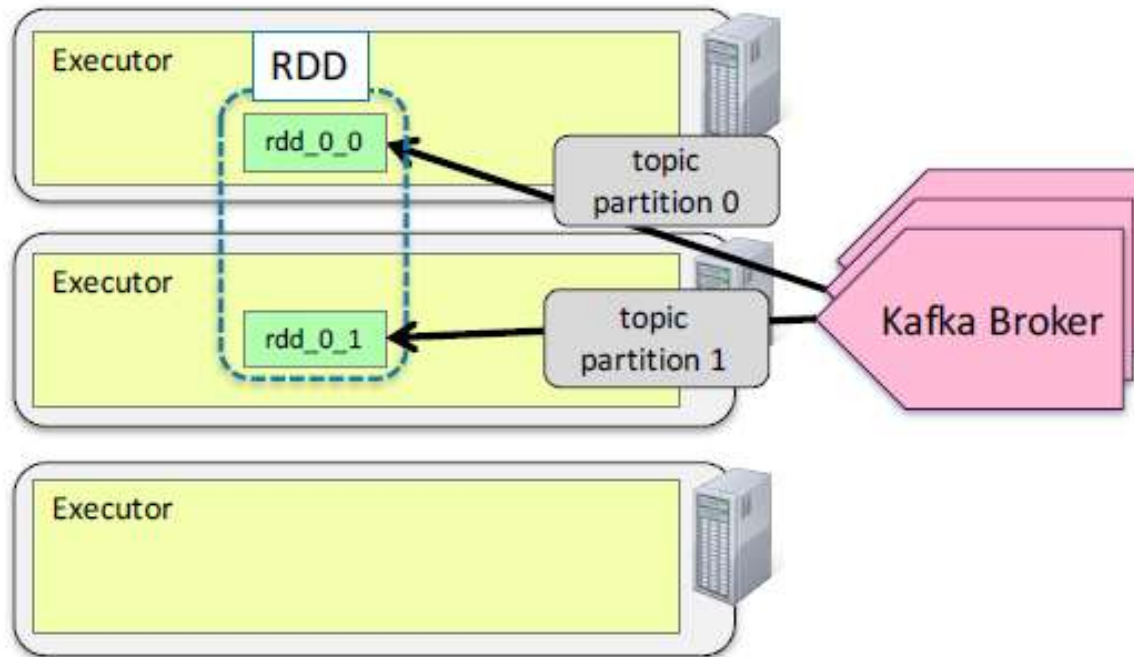 Executor
RDD
rdd_0_0
topic
partition 0
Executor
rdd_0_1
topic
partition 1
Kafka Broker
Executor